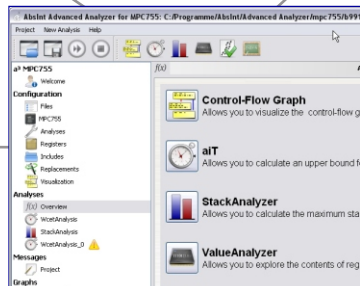 AbsInt Advanced Analyzer for MPC755: C:/Programme/AbsInt/Advanced Analyzer/mpc755/b99
Project New Analysis Help
a³ MPC755
Welcome
Configuration
Files
MPC755
Analyses
Registers
Includes
Replacements
Visualization
Analyses
f(x) Overview
WcetAnalysis
StackAnalysis
WcetAnalysis_0
Messages
Project
Graphs
f(x)
Control-Flow Graph
Allows you to visualize the control-flow g
aiT
Allows you to calculate an upper bound f
StackAnalyzer
Allows you to calculate the maximum sta
ValueAnalyzer
Allows you to explore the contents of reg